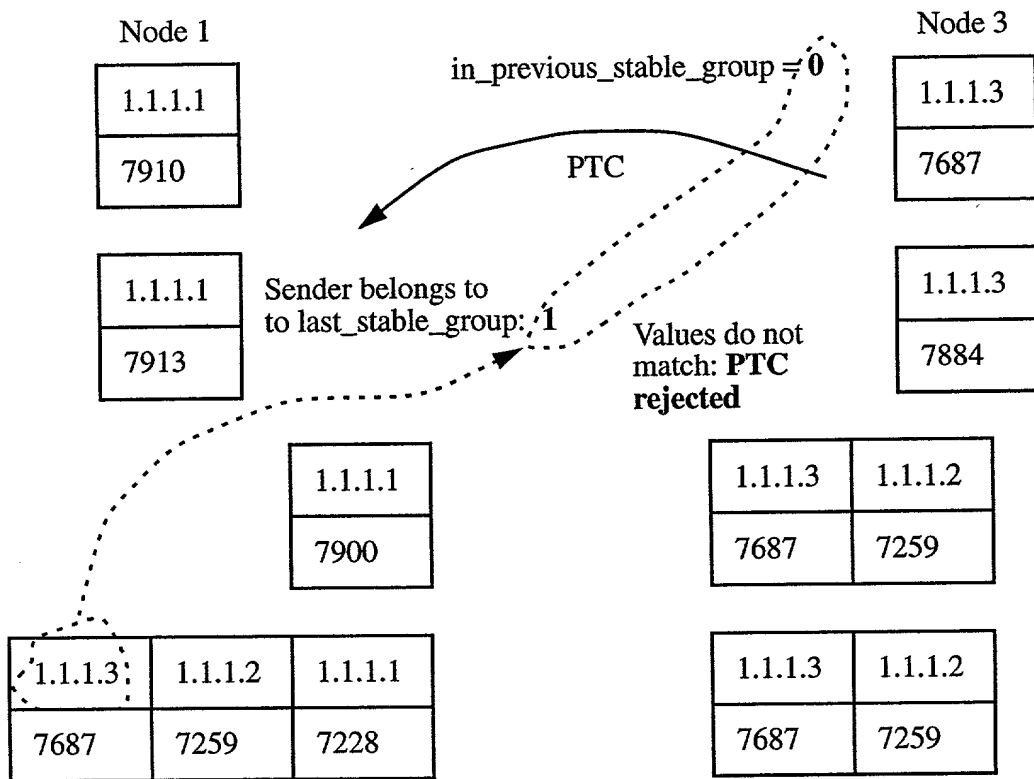 Node 1
Node 3
in_previous_stable_group = 0
1.1.1.1
7910
PTC
1.1.1.3
7687
1.1.1.1
7913
Sender belongs to
to last_stable_group: 1
Values do not
match: PTC
rejected
1.1.1.3
7884
1.1.1.1
7900
1.1.1.3 1.1.1.2
7687 7259
1.1.1.3 1.1.1.2 1.1.1.1
7687 7259 7228
1.1.1.3 1.1.1.2
7687 7259